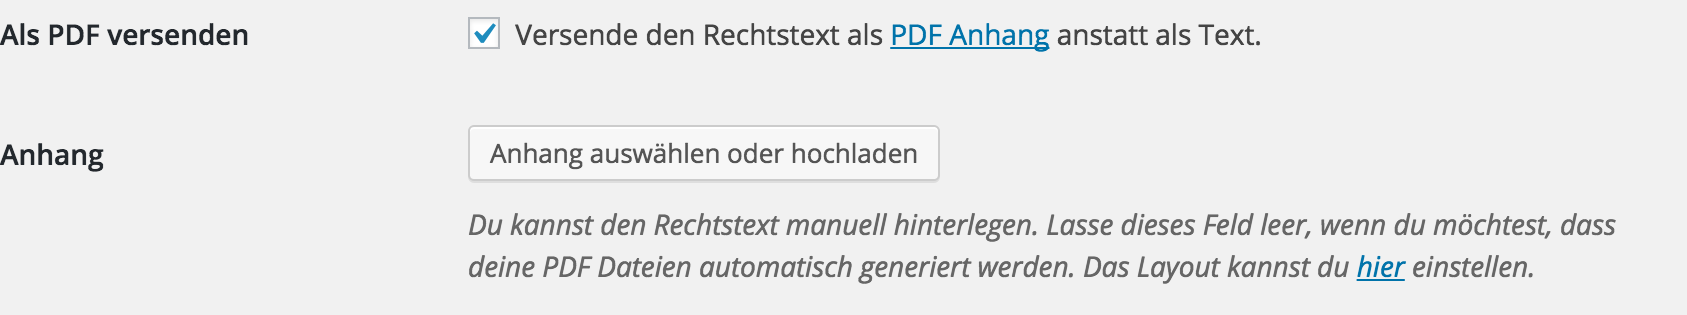 Als PDF versenden Versende den Rechtstext als PDF Anhang anstatt als Text.
Anhang Anhang auswählen oder hochladen
Du kannst den Rechtstext manuell hinterlegen. Lasse dieses Feld leer, wenn du möchtest, dass
deine PDF Dateien automatisch generiert werden. Das Layout kannst du hier einstellen.